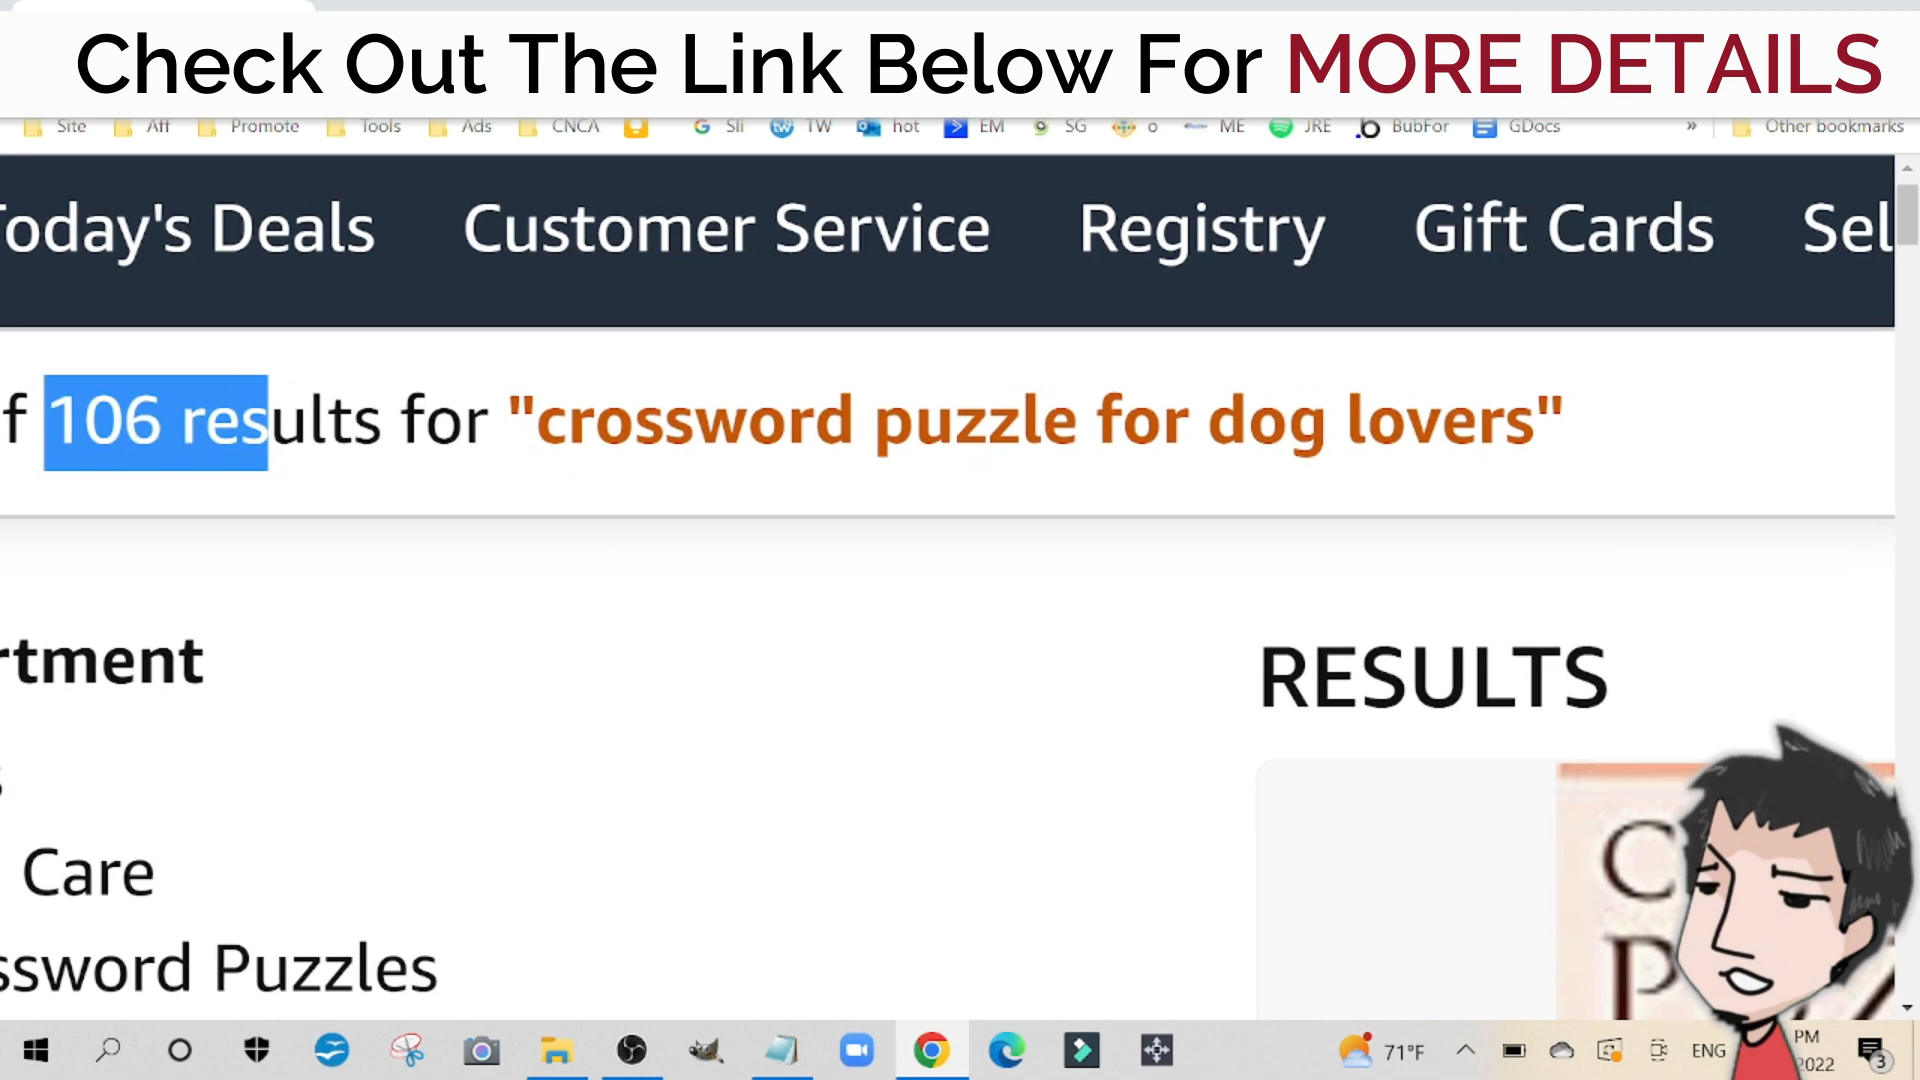 Check Out The Link Below For MORE DETAILS
Site Aff Promote Tools Ads CNCA Sli TW hot EM SG o ME JRE BubFor GDocs » Other bookmarks
oday's Deals Customer Service Registry Gift Cards Sel
f 106 results for "crossword puzzle for dog lovers"
rtment
RESULTS
Care
ssword Puzzles
C
P
71°F ENG PM
2022 3